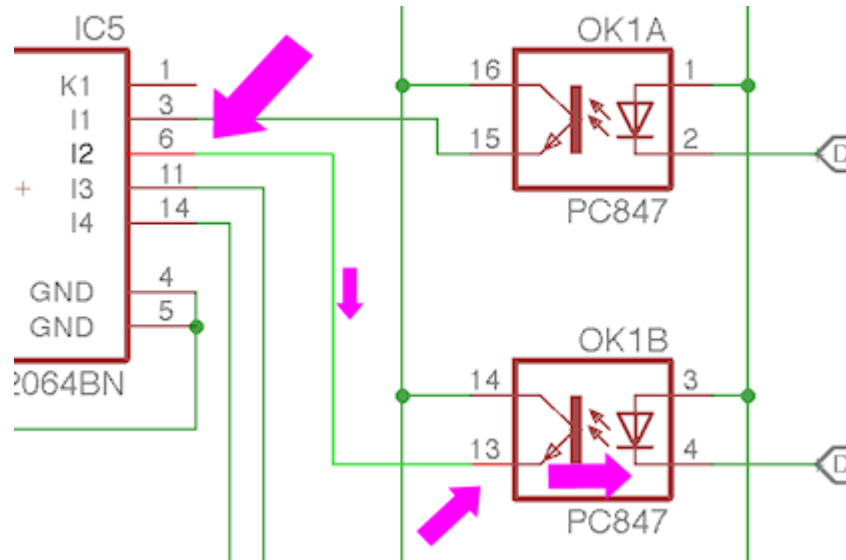 IC5
K1 1
I1 3
I2 6
I3 11
I4 14
GND 4
GND 5
2064BN
OK1A
16 1
15 2
PC847
D
OK1B
14 3
13 4
PC847
D